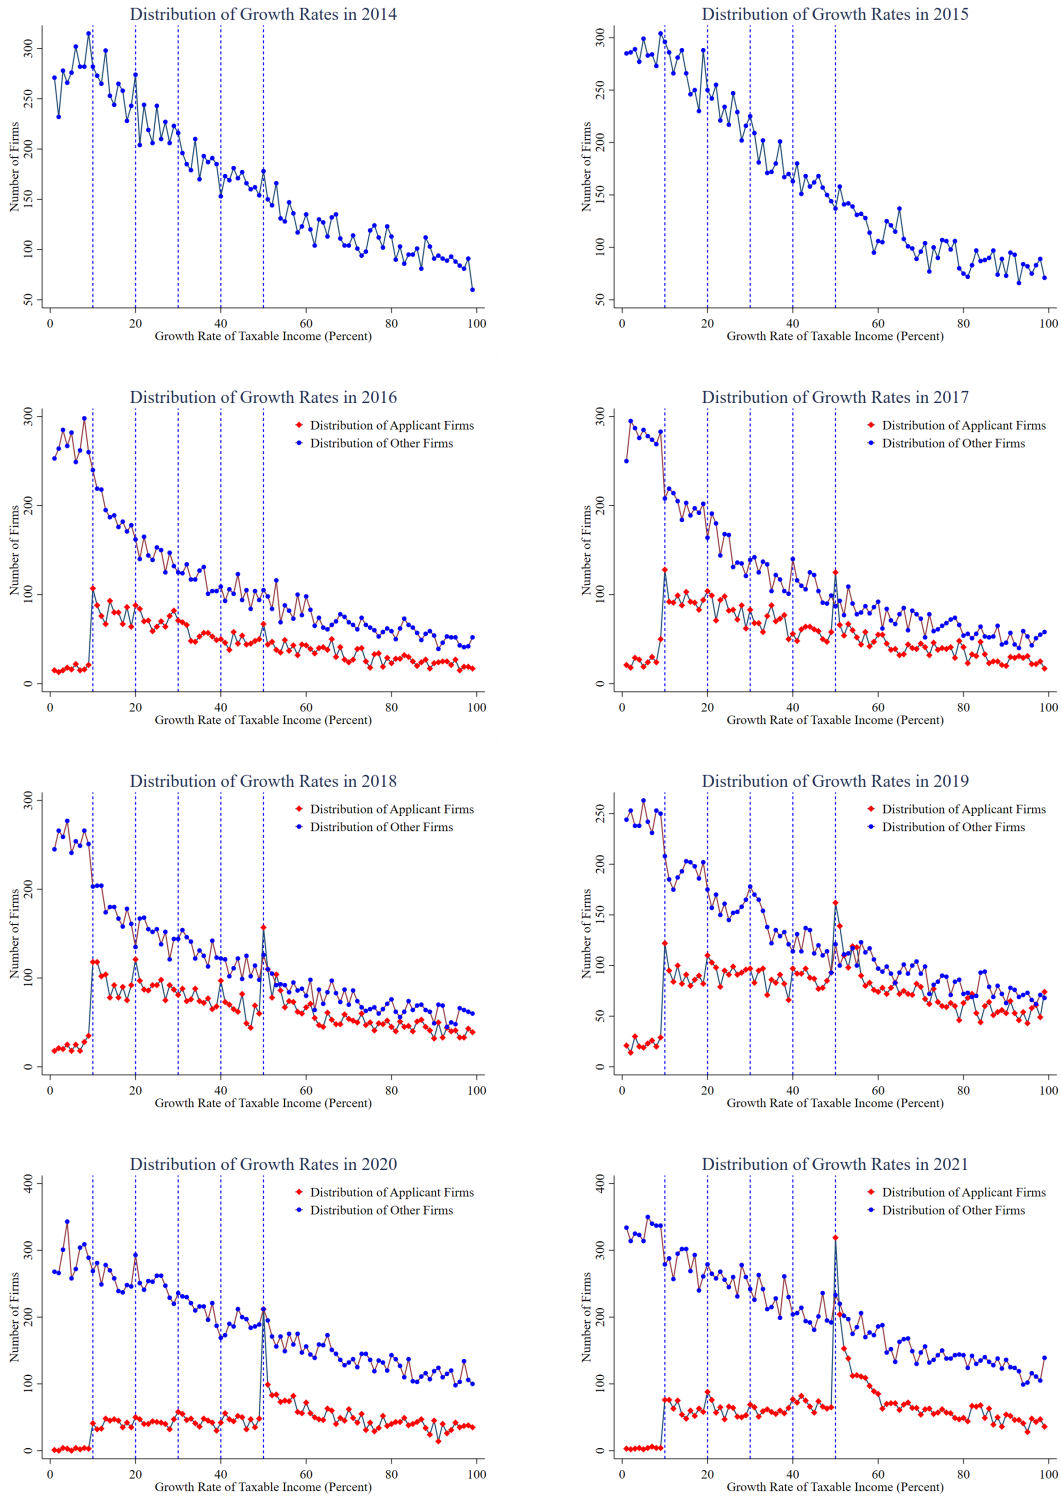 Distribution of Growth Rates in 2014
Number of Firms
300
250
200
150
100
50
0 20 40 60 80 100
Growth Rate of Taxable Income (Percent)
Distribution of Growth Rates in 2015
Number of Firms
300
250
200
150
100
50
0 20 40 60 80 100
Growth Rate of Taxable Income (Percent)
Distribution of Growth Rates in 2016
Distribution of Applicant Firms
Distribution of Other Firms
Number of Firms
300
200
100
0
0 20 40 60 80 100
Growth Rate of Taxable Income (Percent)
Distribution of Growth Rates in 2017
Distribution of Applicant Firms
Distribution of Other Firms
Number of Firms
300
200
100
0
0 20 40 60 80 100
Growth Rate of Taxable Income (Percent)
Distribution of Growth Rates in 2018
Distribution of Applicant Firms
Distribution of Other Firms
Number of Firms
300
200
100
0
0 20 40 60 80 100
Growth Rate of Taxable Income (Percent)
Distribution of Growth Rates in 2019
Distribution of Applicant Firms
Distribution of Other Firms
Number of Firms
250
200
150
100
50
0
0 20 40 60 80 100
Growth Rate of Taxable Income (Percent)
Distribution of Growth Rates in 2020
Distribution of Applicant Firms
Distribution of Other Firms
Number of Firms
400
300
200
100
0
0 20 40 60 80 100
Growth Rate of Taxable Income (Percent)
Distribution of Growth Rates in 2021
Distribution of Applicant Firms
Distribution of Other Firms
Number of Firms
400
300
200
100
0
0 20 40 60 80 100
Growth Rate of Taxable Income (Percent)